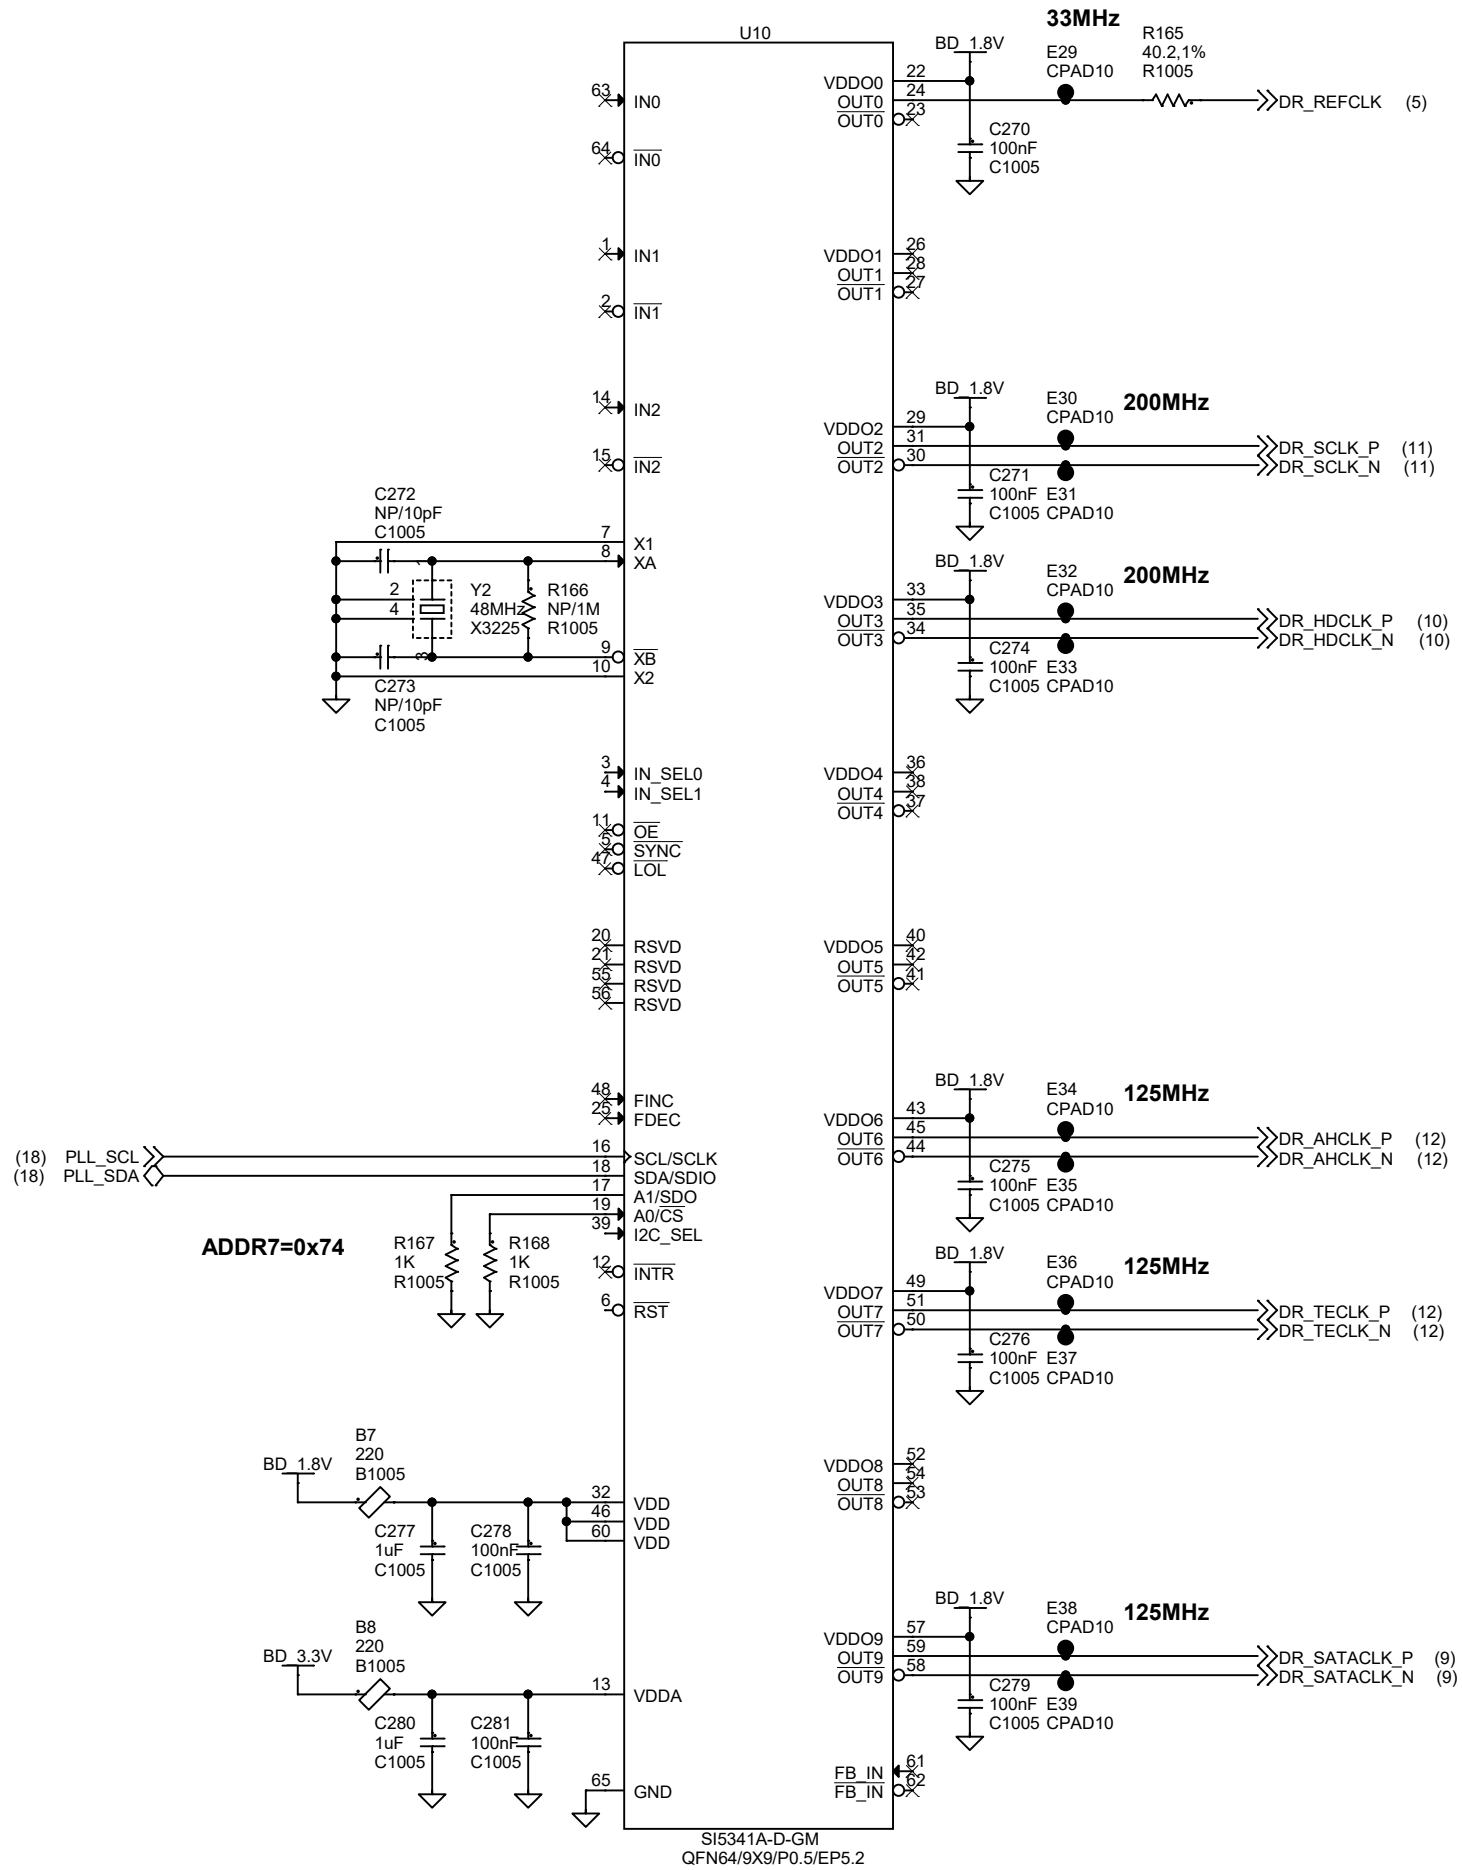 33MHz
U10
BD_1.8V
E29
CPAD10
R165
40.2,1%
R1005
VDDO0 22
OUT0 24
OUT0 23
DR_REFCLK (5)
C270
100nF
C1005
63 IN0
64 IN0
1 IN1
2 IN1
VDDO1 26
OUT1 28
OUT1 27
14 IN2
15 IN2
BD_1.8V
E30
CPAD10
200MHz
VDDO2 29
OUT2 31
OUT2 30
DR_SCLK_P (11)
DR_SCLK_N (11)
C271
100nF
C1005
E31
CPAD10
C272
NP/10pF
C1005
7 X1
8 XA
1
2
4
3
Y2
48MHz
X3225
R166
NP/1M
R1005
9 XB
10 X2
C273
NP/10pF
C1005
BD_1.8V
E32
CPAD10
200MHz
VDDO3 33
OUT3 35
OUT3 34
DR_HDCLK_P (10)
DR_HDCLK_N (10)
C274
100nF
C1005
E33
CPAD10
3 IN_SEL0
4 IN_SEL1
11 OE
5 SYNC
47 LOL
VDDO4 36
OUT4 38
OUT4 37
20 RSVD
21 RSVD
55 RSVD
56 RSVD
VDDO5 40
OUT5 42
OUT5 41
48 FINC
25 FDEC
BD_1.8V
E34
CPAD10
125MHz
VDDO6 43
OUT6 45
OUT6 44
DR_AHCLK_P (12)
DR_AHCLK_N (12)
C275
100nF
C1005
E35
CPAD10
(18) PLL_SCL
(18) PLL_SDA
16 SCL/SCLK
18 SDA/SDIO
17 A1/SDO
19 A0/CS
39 I2C_SEL
12 INTR
6 RST
ADDR7=0x74
R167
1K
R1005
R168
1K
R1005
BD_1.8V
E36
CPAD10
125MHz
VDDO7 49
OUT7 51
OUT7 50
DR_TECLK_P (12)
DR_TECLK_N (12)
C276
100nF
C1005
E37
CPAD10
B7
220
B1005
BD_1.8V
32 VDD
46 VDD
60 VDD
C277
1uF
C1005
C278
100nF
C1005
VDDO8 52
OUT8 54
OUT8 53
B8
220
B1005
BD_3.3V
13 VDDA
C280
1uF
C1005
C281
100nF
C1005
BD_1.8V
E38
CPAD10
125MHz
VDDO9 57
OUT9 59
OUT9 58
DR_SATACLK_P (9)
DR_SATACLK_N (9)
C279
100nF
C1005
E39
CPAD10
65 GND
FB_IN 61
FB_IN 62
SI5341A-D-GM
QFN64/9X9/P0.5/EP5.2